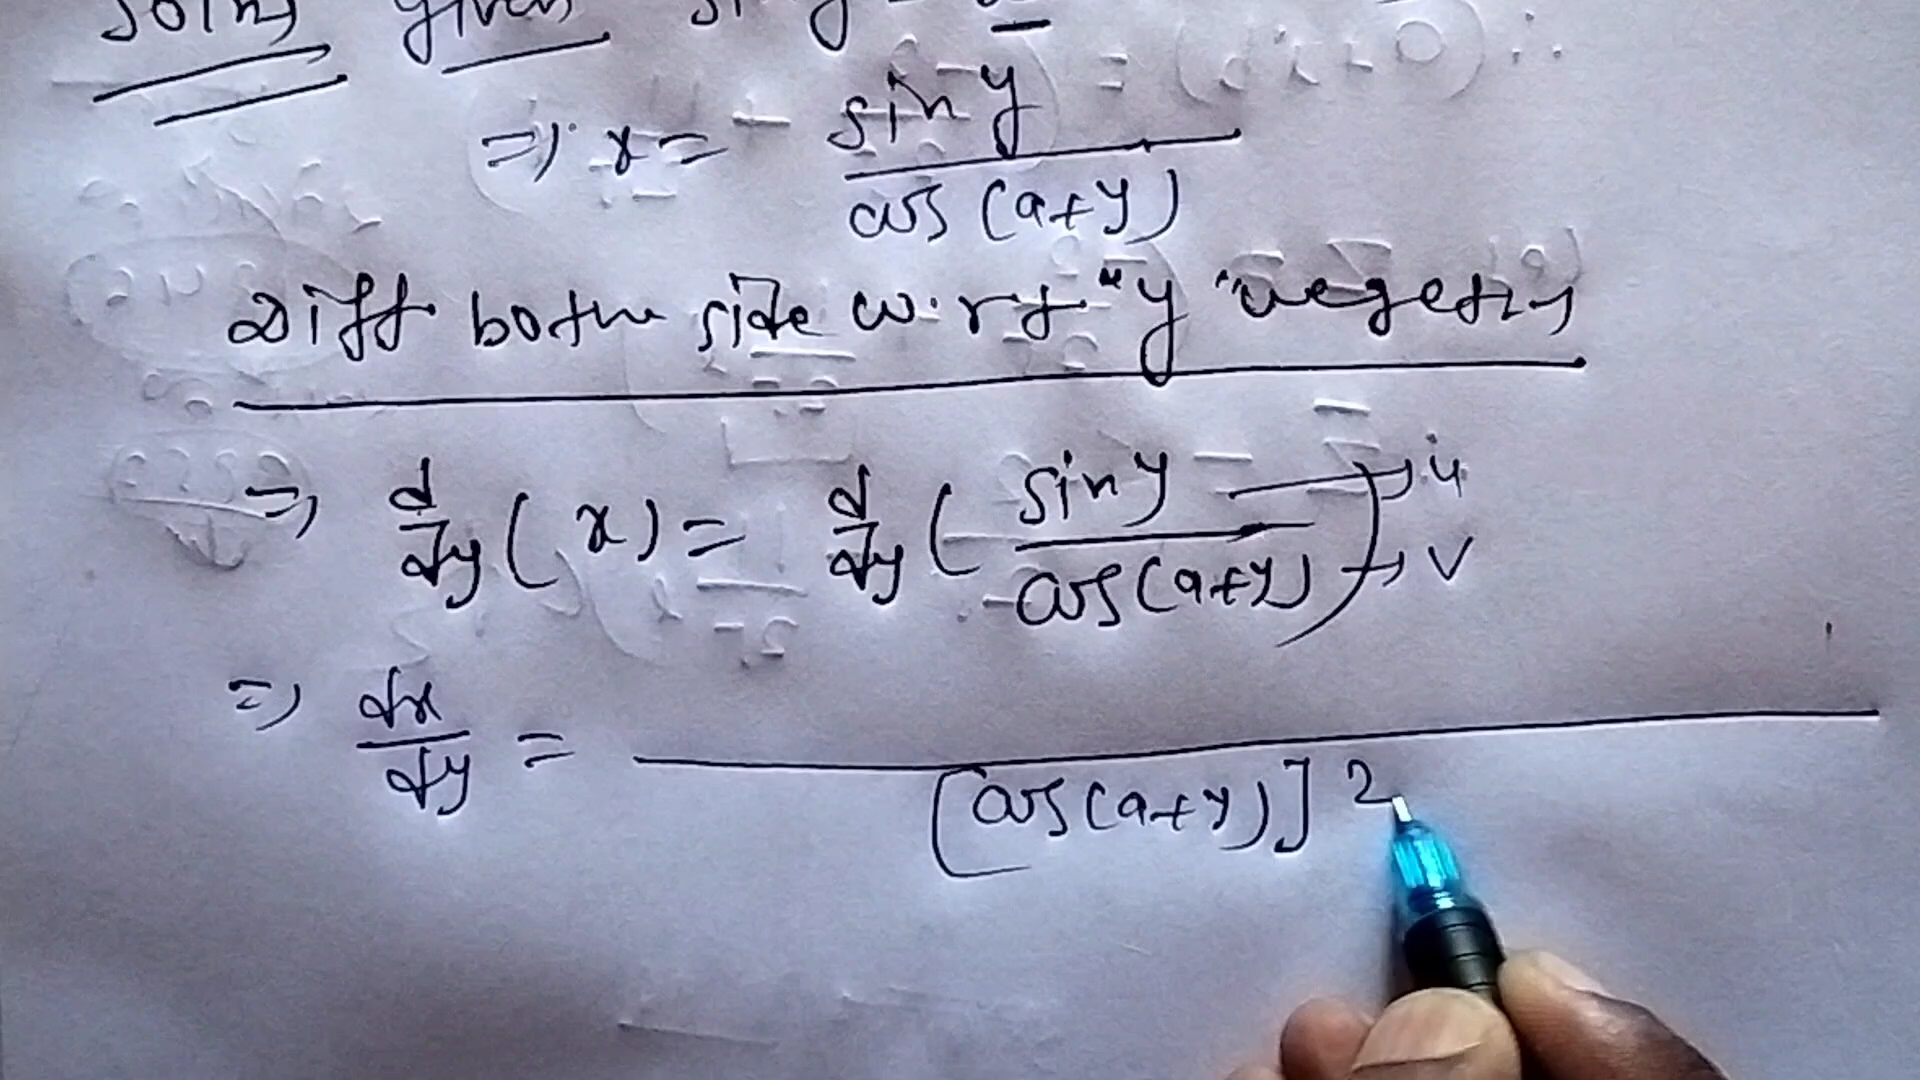 Soln, given
⇒ x = sin y / cos (a+y)
Diff both side w.r.t "y" we get
⇒ d/dy ( x ) = d/dy ( sin y / cos(a+y) ) → u → v
⇒ dx/dy = / [cos(a+y)] 2